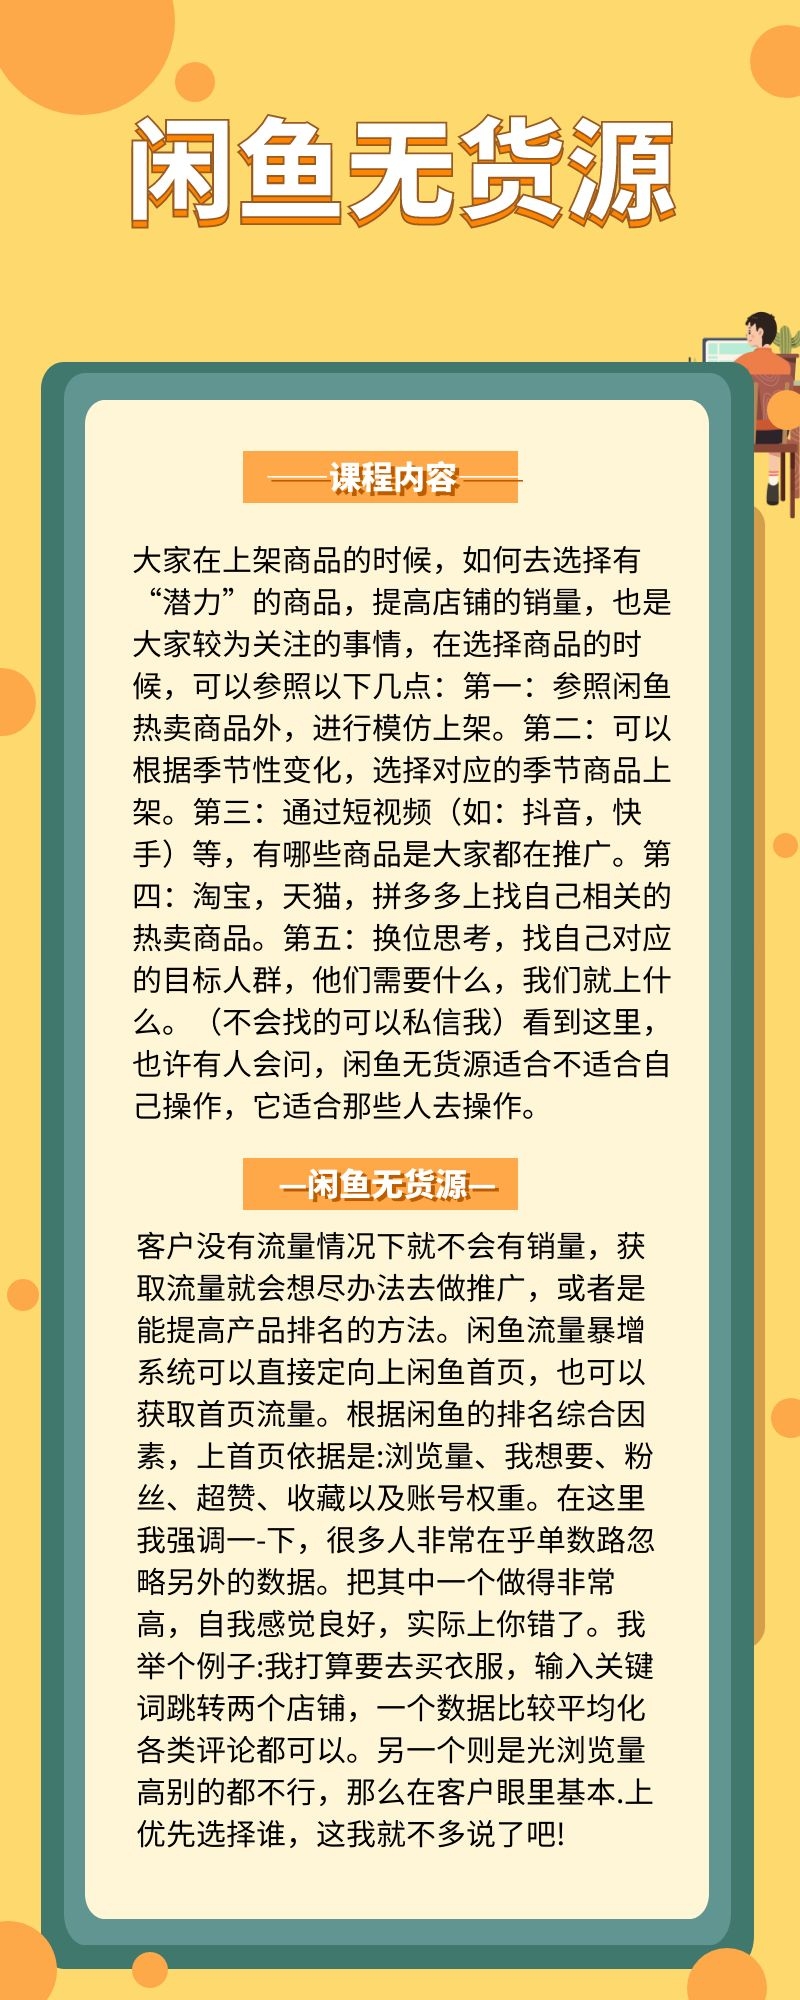 闲鱼无货源
课程内容
大家在上架商品的时候，如何去选择有
“潜力”的商品，提高店铺的销量，也是
大家较为关注的事情，在选择商品的时
候，可以参照以下几点：第一：参照闲鱼
热卖商品外，进行模仿上架。第二：可以
根据季节性变化，选择对应的季节商品上
架。第三：通过短视频（如：抖音，快
手）等，有哪些商品是大家都在推广。第
四：淘宝，天猫，拼多多上找自己相关的
热卖商品。第五：换位思考，找自己对应
的目标人群，他们需要什么，我们就上什
么。（不会找的可以私信我）看到这里，
也许有人会问，闲鱼无货源适合不适合自
己操作，它适合那些人去操作。
—闲鱼无货源—
客户没有流量情况下就不会有销量，获
取流量就会想尽办法去做推广，或者是
能提高产品排名的方法。闲鱼流量暴增
系统可以直接定向上闲鱼首页，也可以
获取首页流量。根据闲鱼的排名综合因
素，上首页依据是:浏览量、我想要、粉
丝、超赞、收藏以及账号权重。在这里
我强调一-下，很多人非常在乎单数路忽
略另外的数据。把其中一个做得非常
高，自我感觉良好，实际上你错了。我
举个例子:我打算要去买衣服，输入关键
词跳转两个店铺，一个数据比较平均化
各类评论都可以。另一个则是光浏览量
高别的都不行，那么在客户眼里基本.上
优先选择谁，这我就不多说了吧!